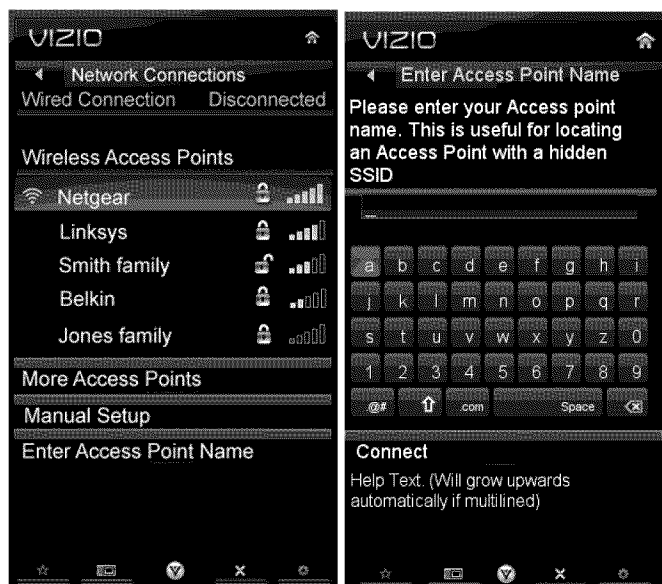 VIZIO
Network Connections
Wired Connection Disconnected
Wireless Access Points
Netgear
Linksys
Smith family
Belkin
Jones family
More Access Points
Manual Setup
Enter Access Point Name
VIZIO
Enter Access Point Name
Please enter your Access point
name. This is useful for locating
an Access Point with a hidden
SSID
a b c d e f g h i
j k l m n o p q r
s t u v w x y z 0
1 2 3 4 5 6 7 8 9
@# .com Space
Connect
Help Text. (Will grow upwards
automatically if multilined)